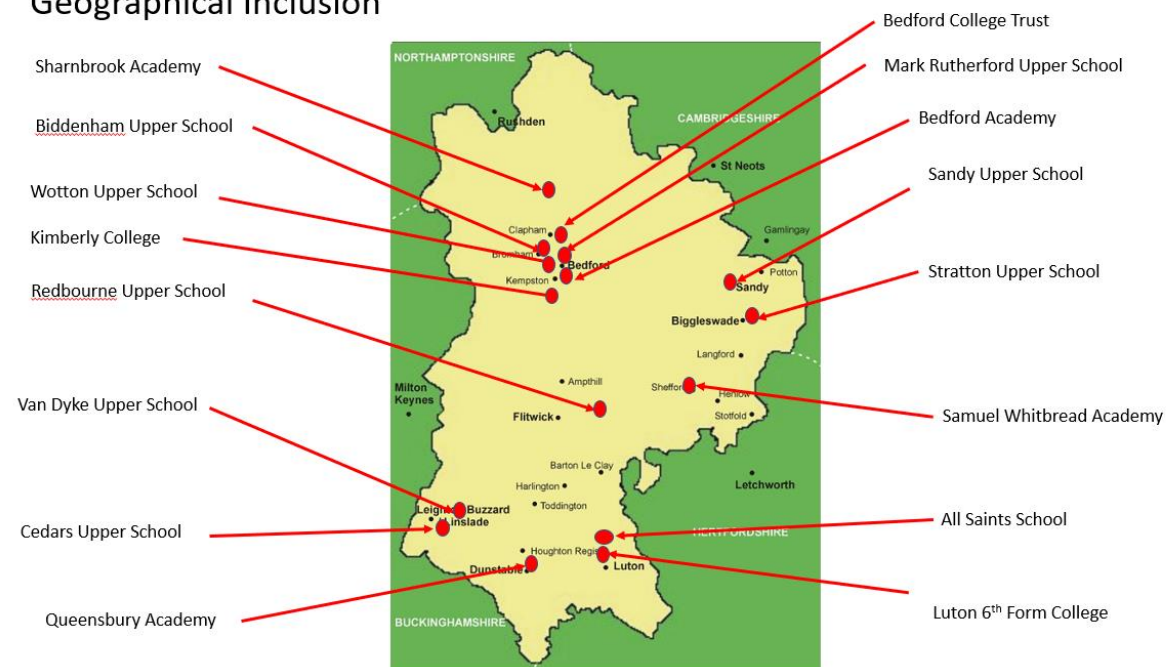 Geographical Inclusion
Sharnbrook Academy
Biddenham Upper School
Wotton Upper School
Kimberly College
Redbourne Upper School
Van Dyke Upper School
Cedars Upper School
Queensbury Academy
NORTHAMPTONSHIRE
Rushden
CAMBRIDGESHIRE
St Neots
Clapham
Gamlingay
Bromham
Bedford
Potton
Kempston
Sandy
Biggleswade
Langford
Milton
Keynes
Ampthill
Shefford
Henlow
Flitwick
Stotfold
Barton Le Clay
Harlington
Letchworth
Toddington
Leighton Buzzard
Linslade
HERTFORDSHIRE
Houghton Regis
Dunstable
Luton
BUCKINGHAMSHIRE
Bedford College Trust
Mark Rutherford Upper School
Bedford Academy
Sandy Upper School
Stratton Upper School
Samuel Whitbread Academy
All Saints School
Luton 6th Form College